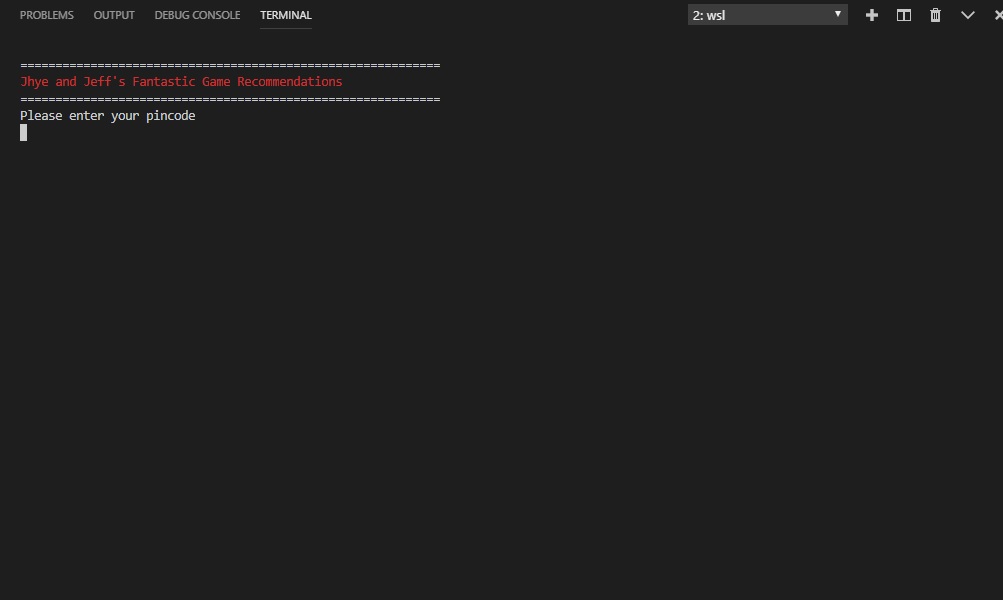 PROBLEMS OUTPUT DEBUG CONSOLE TERMINAL 2: wsl
============================================================
Jhye and Jeff's Fantastic Game Recommendations
============================================================
Please enter your pincode